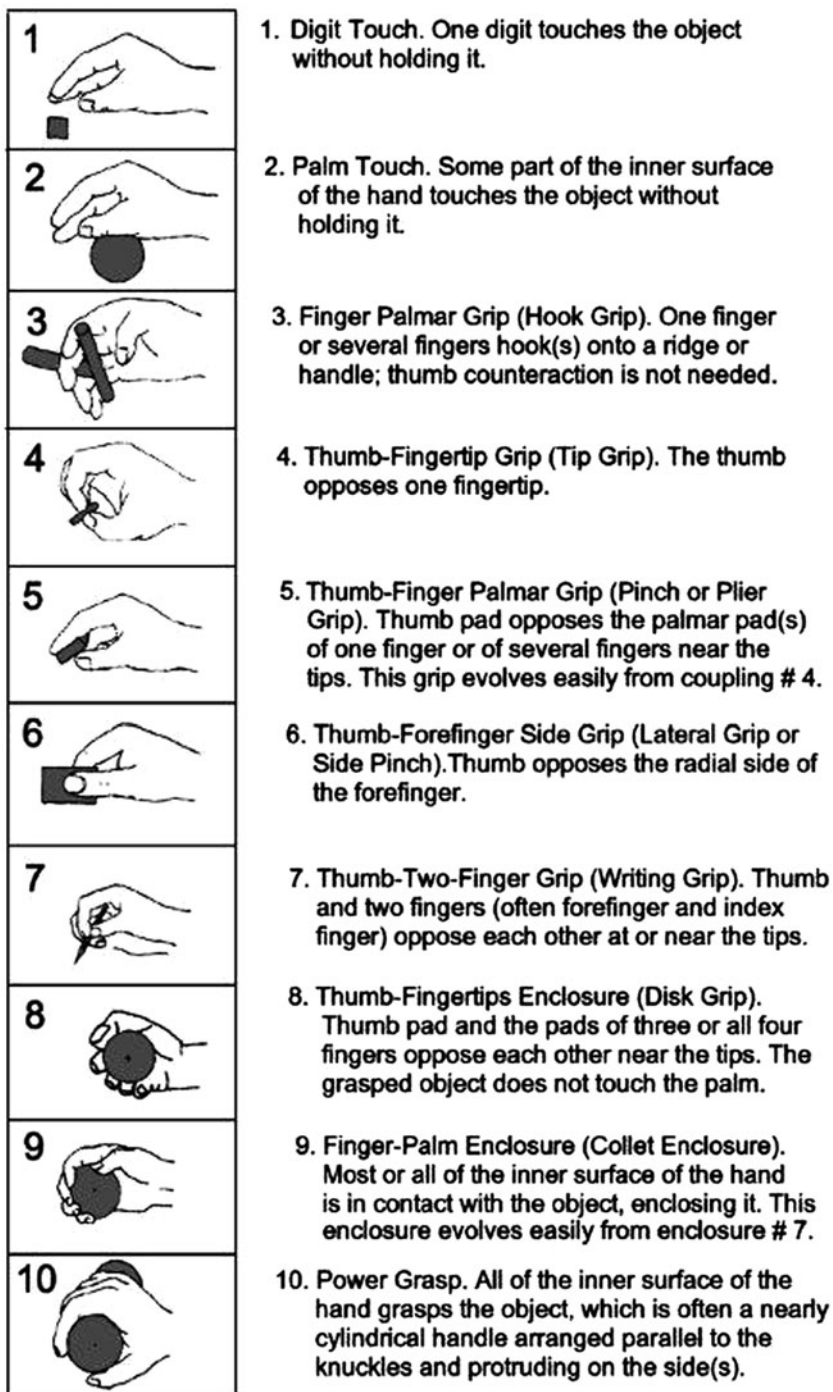 1
1. Digit Touch. One digit touches the object
without holding it.
2
2. Palm Touch. Some part of the inner surface
of the hand touches the object without
holding it.
3
3. Finger Palmar Grip (Hook Grip). One finger
or several fingers hook(s) onto a ridge or
handle; thumb counteraction is not needed.
4
4. Thumb-Fingertip Grip (Tip Grip). The thumb
opposes one fingertip.
5
5. Thumb-Finger Palmar Grip (Pinch or Plier
Grip). Thumb pad opposes the palmar pad(s)
of one finger or of several fingers near the
tips. This grip evolves easily from coupling # 4.
6
6. Thumb-Forefinger Side Grip (Lateral Grip or
Side Pinch).Thumb opposes the radial side of
the forefinger.
7
7. Thumb-Two-Finger Grip (Writing Grip). Thumb
and two fingers (often forefinger and index
finger) oppose each other at or near the tips.
8
8. Thumb-Fingertips Enclosure (Disk Grip).
Thumb pad and the pads of three or all four
fingers oppose each other near the tips. The
grasped object does not touch the palm.
9
9. Finger-Palm Enclosure (Collet Enclosure).
Most or all of the inner surface of the hand
is in contact with the object, enclosing it. This
enclosure evolves easily from enclosure # 7.
10
10. Power Grasp. All of the inner surface of the
hand grasps the object, which is often a nearly
cylindrical handle arranged parallel to the
knuckles and protruding on the side(s).